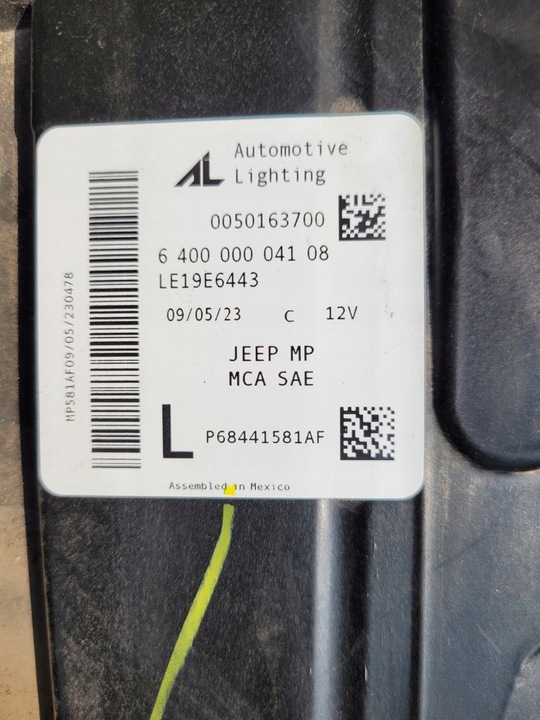 AL Automotive
Lighting
0050163700
6 400 000 041 08
LE19E6443
09/05/23 C 12V
JEEP MP
MCA SAE
L P68441581AF
Assembled in Mexico
MP581AF09/05/230478